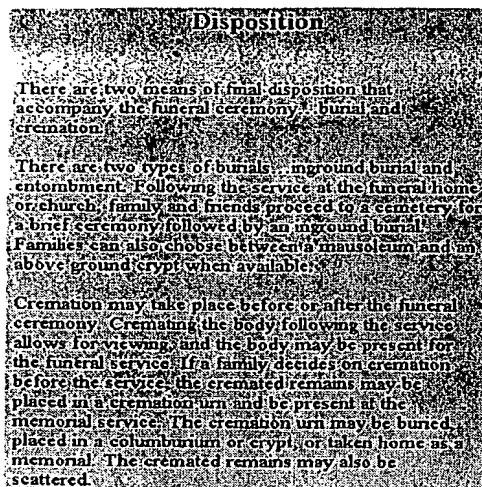 Disposition
There are two means of final disposition that
accompany the funeral ceremony - burial and
cremation.
There are two types of burials - inground burial and
entombment. Following the service at the funeral home
or church, family and friends proceed to a cemetery for
a brief ceremony followed by an inground burial.
Families can also choose between a mausoleum and an
above ground crypt when available.
Cremation may take place before or after the funeral
ceremony. Cremating the body following the service
allows for viewing, and the body may be present for
the funeral service. If a family decides on cremation
before the service, the cremated remains may be
placed in a cremation urn and be present at the
memorial service. The cremation urn may be buried,
placed in a columburium or crypt, or taken home as a
memorial. The cremated remains may also be
scattered.